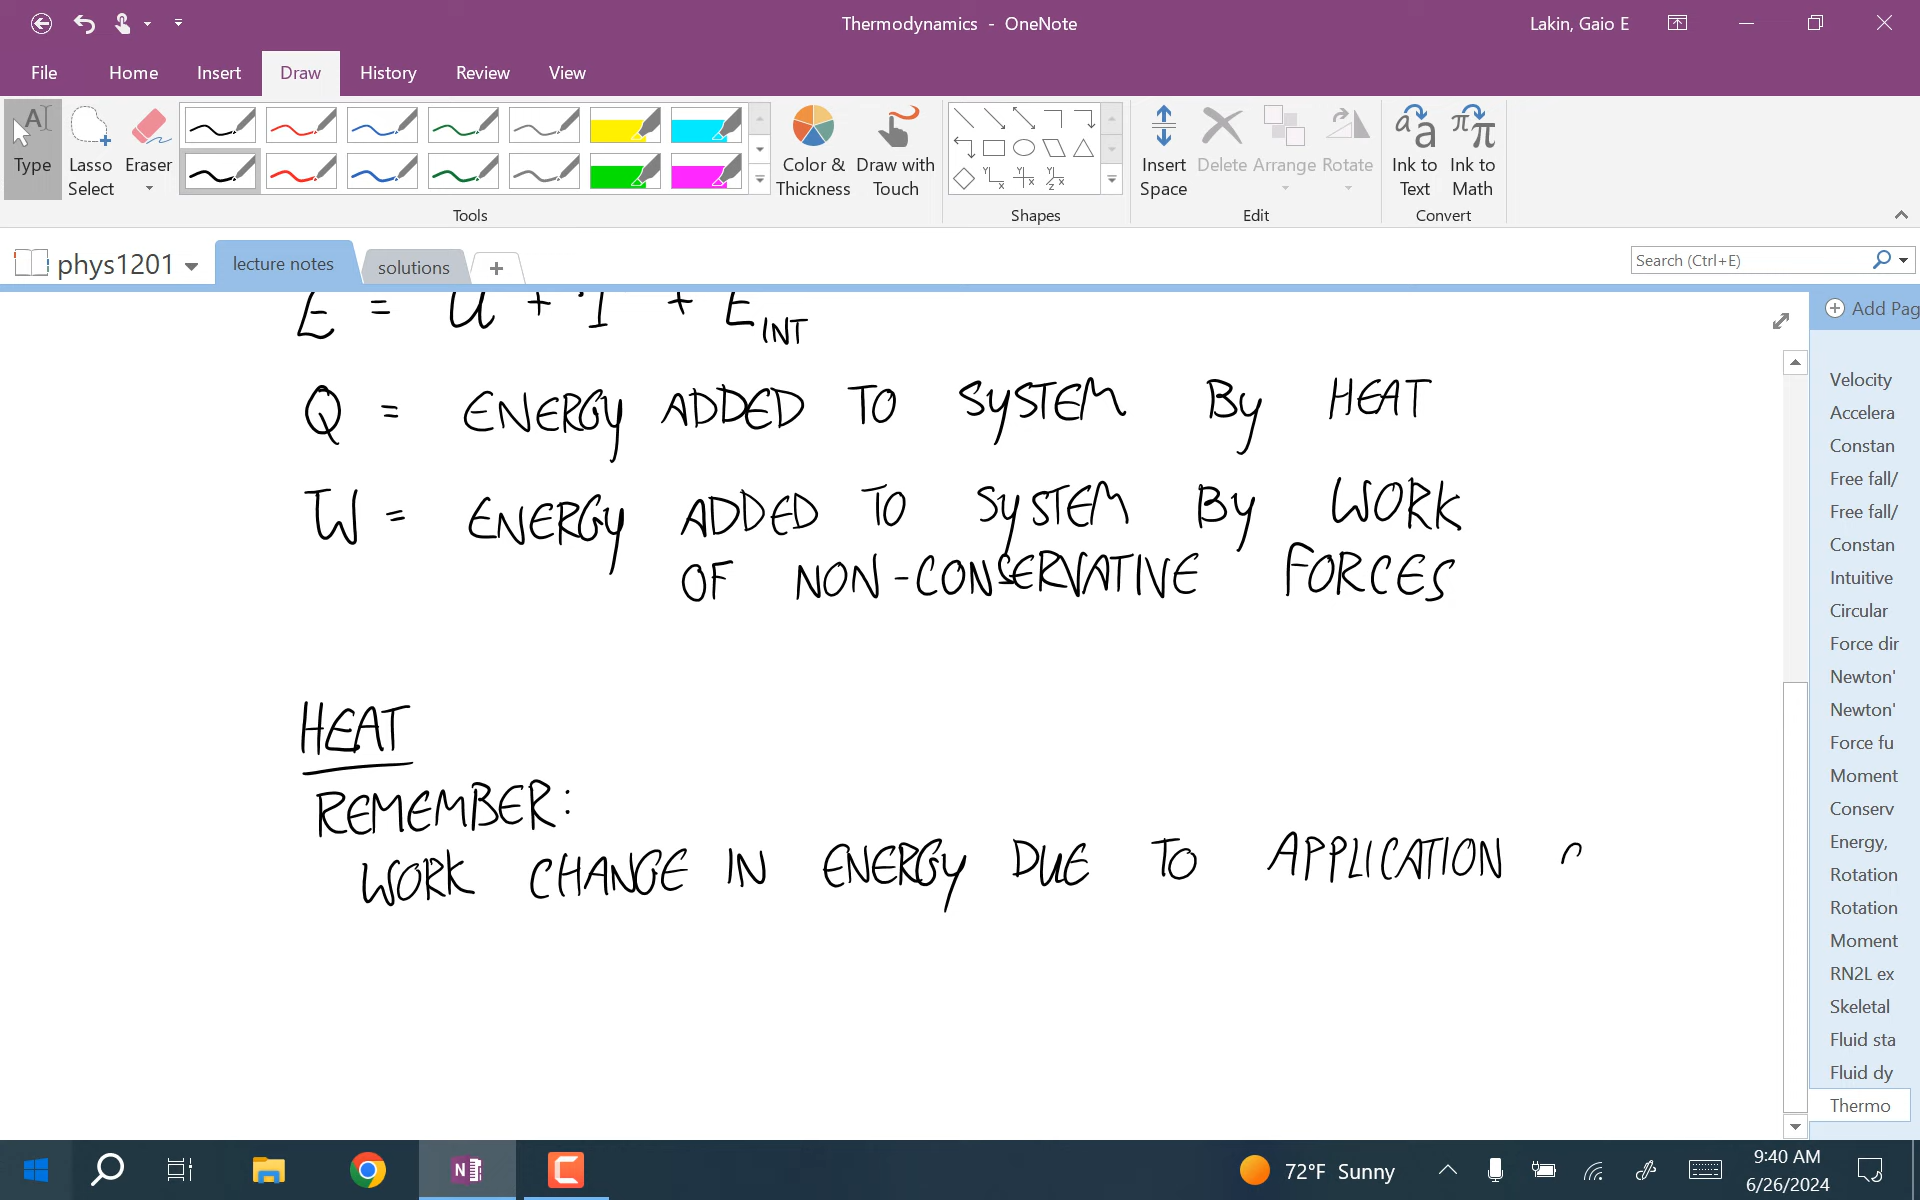 Thermodynamics - OneNote
Lakin, Gaio E
File Home Insert Draw History Review View
Type
Lasso Select
Eraser
Color & Thickness
Draw with Touch
Insert Space
Delete
Arrange
Rotate
Ink to Text
Ink to Math
Tools
Shapes
Edit
Convert
phys1201
lecture notes
solutions
Search (Ctrl+E)
Add Pag
E = U + T + E INT
Q = ENERGY ADDED TO SYSTEM BY HEAT
W = ENERGY ADDED TO SYSTEM BY WORK
OF NON-CONSERVATIVE FORCES
HEAT
REMEMBER:
WORK CHANGE IN ENERGY DUE TO APPLICATION
Velocity
Accelera
Constan
Free fall/
Free fall/
Constan
Intuitive
Circular
Force dir
Newton'
Newton'
Force fu
Moment
Conserv
Energy,
Rotation
Rotation
Moment
RN2L ex
Skeletal
Fluid sta
Fluid dy
Thermo
72°F Sunny
9:40 AM
6/26/2024